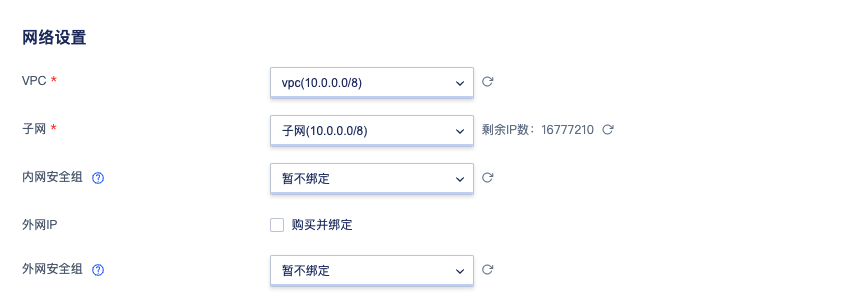 网络设置
VPC *
vpc(10.0.0.0/8)
子网 *
子网(10.0.0.0/8)
剩余IP数：16777210
内网安全组 ?
暂不绑定
外网IP
购买并绑定
外网安全组 ?
暂不绑定